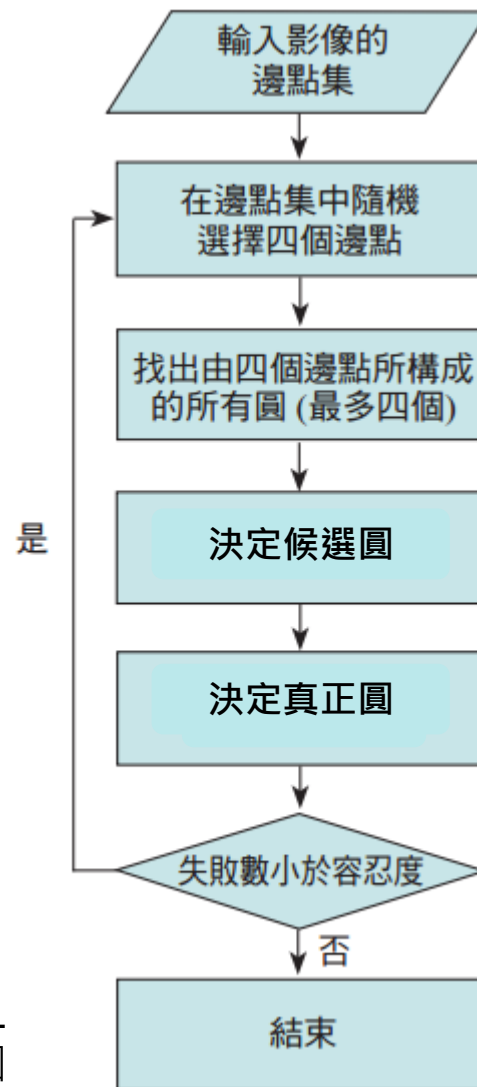 輸入影像的
邊點集
在邊點集中隨機
選擇四個邊點
找出由四個邊點所構成
的所有圓 (最多四個)
是
決定候選圓
決定真正圓
失敗數小於容忍度
否
結束